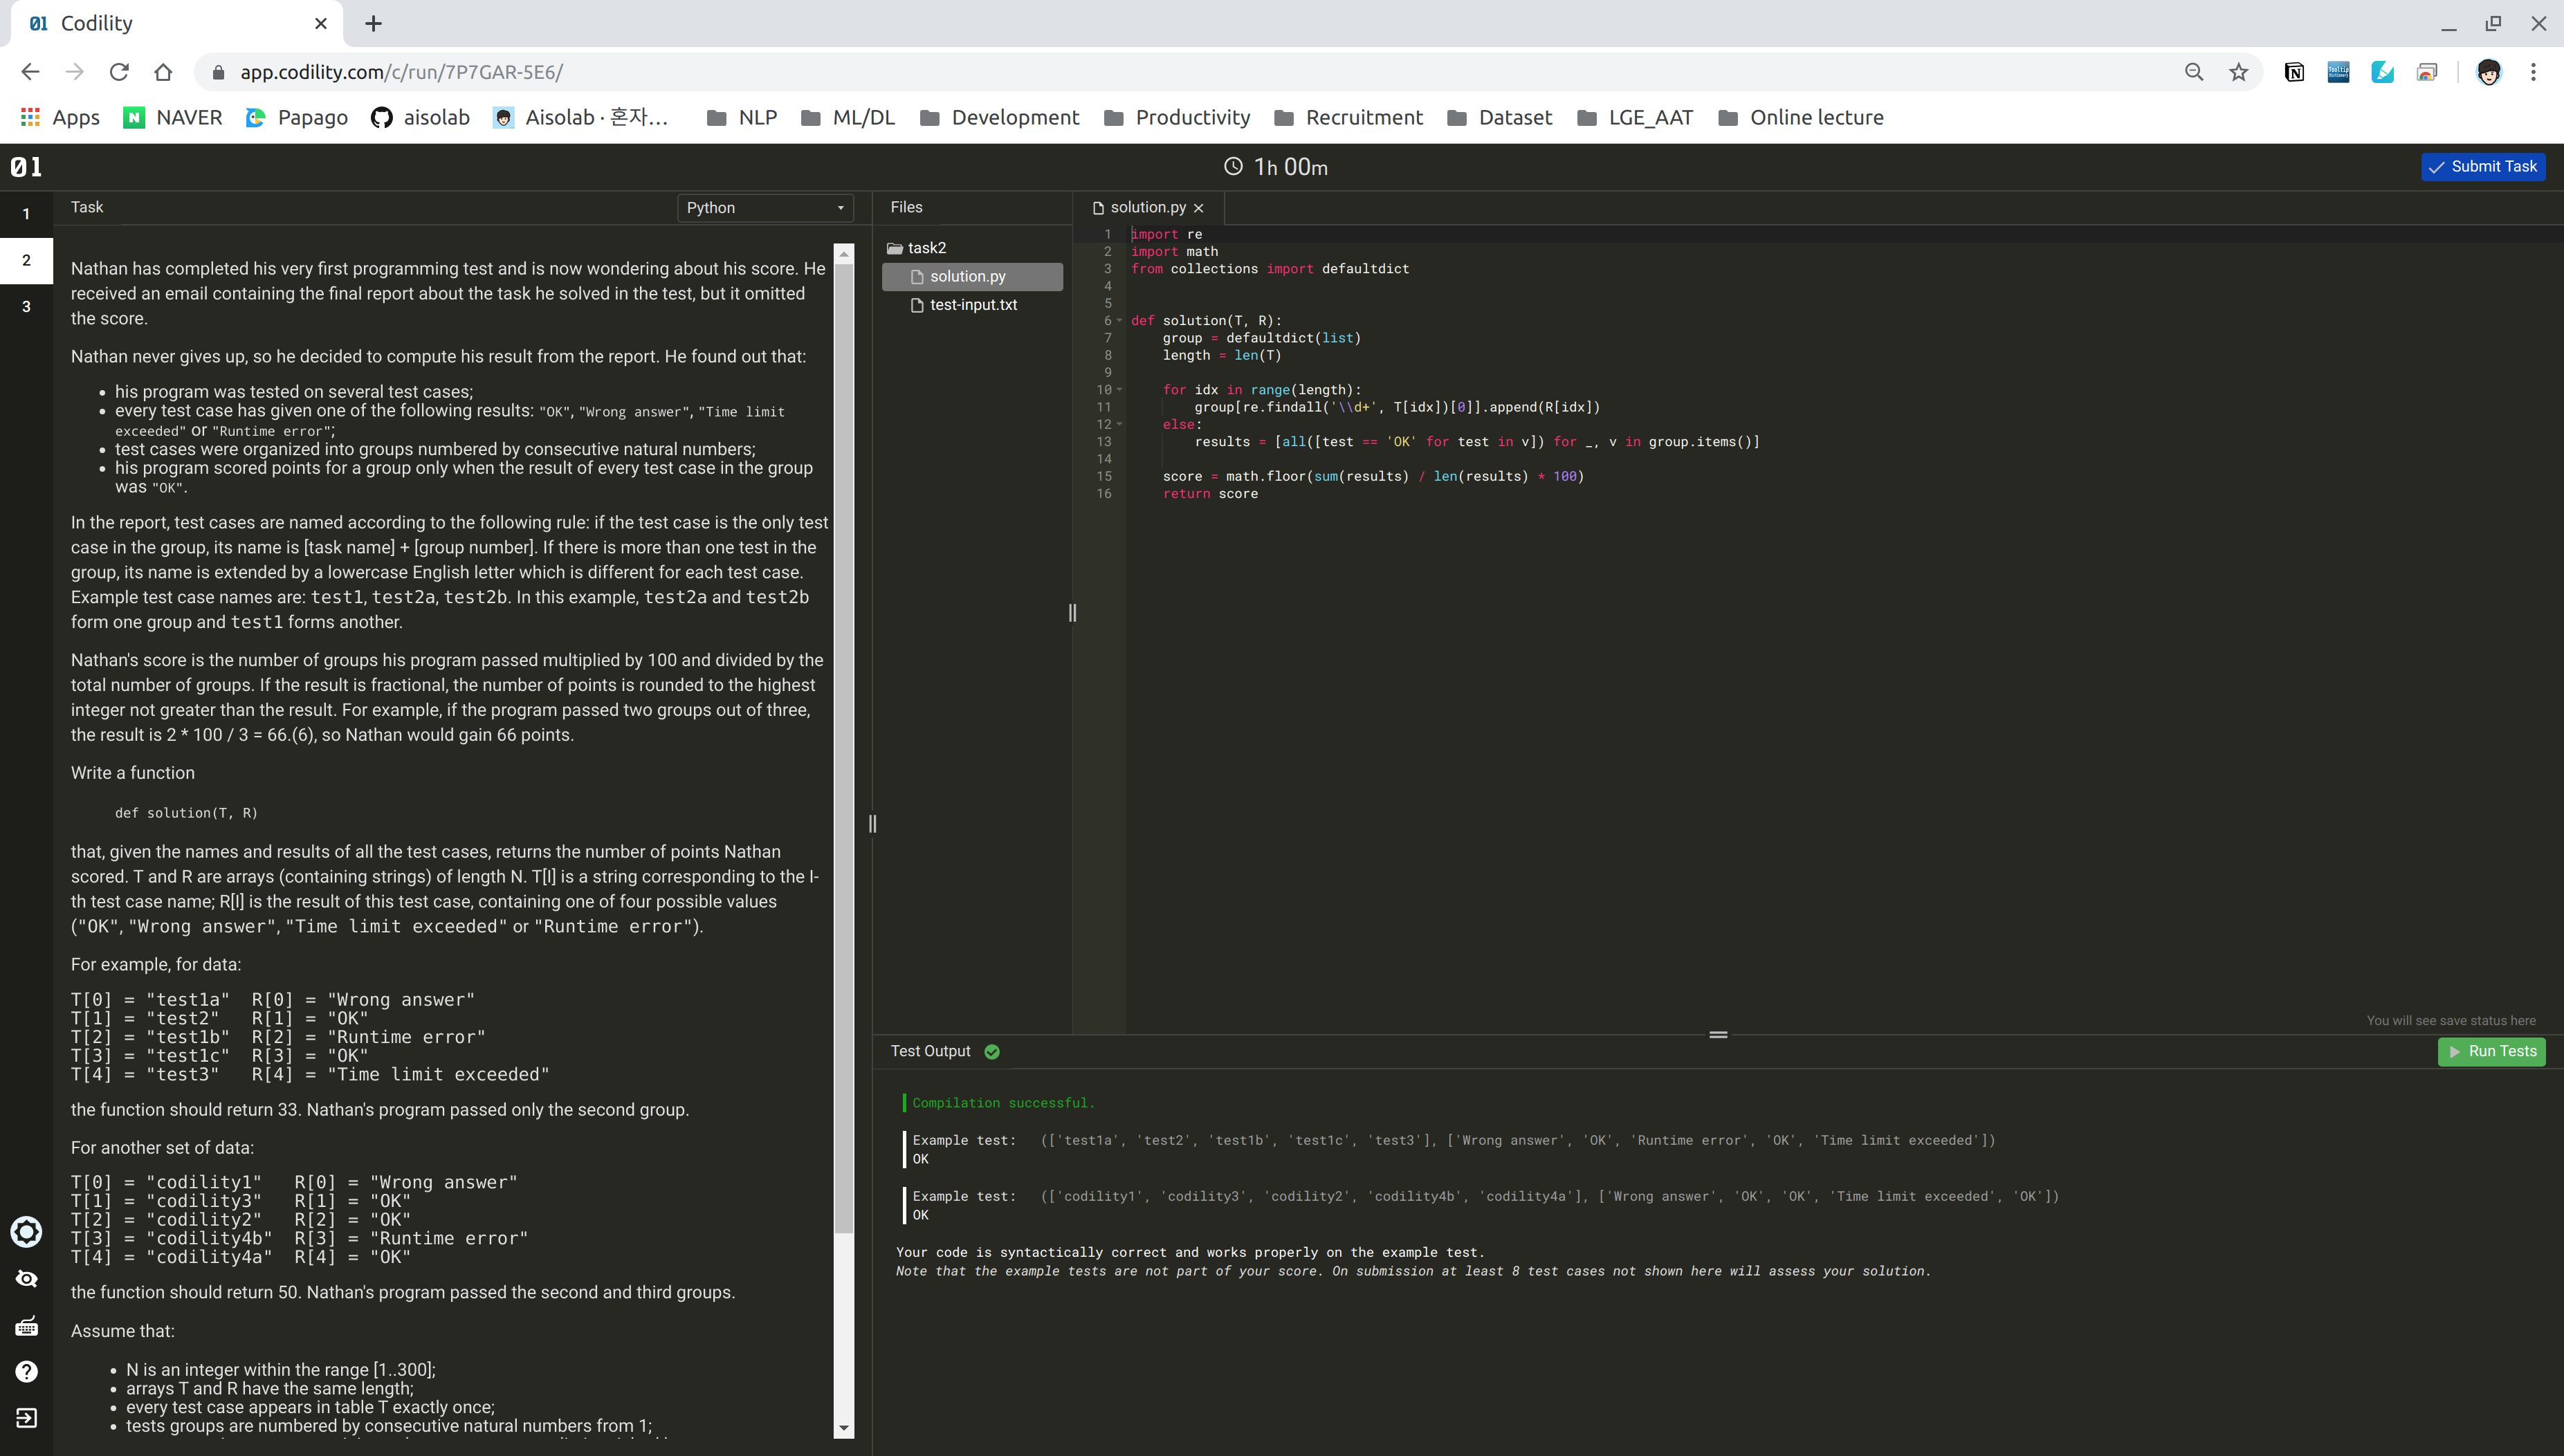 01 Codility
app.codility.com/c/run/7P7GAR-5E6/
Apps NAVER Papago aisolab Aisolab · 혼자… NLP ML/DL Development Productivity Recruitment Dataset LGE_AAT Online lecture
01 1h 00m Submit Task
1
2
3
Task Python
Nathan has completed his very first programming test and is now wondering about his score. He
received an email containing the final report about the task he solved in the test, but it omitted
the score.
Nathan never gives up, so he decided to compute his result from the report. He found out that:
• his program was tested on several test cases;
• every test case has given one of the following results: "OK", "Wrong answer", "Time limit
exceeded" or "Runtime error";
• test cases were organized into groups numbered by consecutive natural numbers;
• his program scored points for a group only when the result of every test case in the group
was "OK".
In the report, test cases are named according to the following rule: if the test case is the only test
case in the group, its name is [task name] + [group number]. If there is more than one test in the
group, its name is extended by a lowercase English letter which is different for each test case.
Example test case names are: test1, test2a, test2b. In this example, test2a and test2b
form one group and test1 forms another.
Nathan's score is the number of groups his program passed multiplied by 100 and divided by the
total number of groups. If the result is fractional, the number of points is rounded to the highest
integer not greater than the result. For example, if the program passed two groups out of three,
the result is 2 * 100 / 3 = 66.(6), so Nathan would gain 66 points.
Write a function
def solution(T, R)
that, given the names and results of all the test cases, returns the number of points Nathan
scored. T and R are arrays (containing strings) of length N. T[I] is a string corresponding to the I-
th test case name; R[I] is the result of this test case, containing one of four possible values
("OK", "Wrong answer", "Time limit exceeded" or "Runtime error").
For example, for data:
T[0] = "test1a" R[0] = "Wrong answer"
T[1] = "test2" R[1] = "OK"
T[2] = "test1b" R[2] = "Runtime error"
T[3] = "test1c" R[3] = "OK"
T[4] = "test3" R[4] = "Time limit exceeded"
the function should return 33. Nathan's program passed only the second group.
For another set of data:
T[0] = "codility1" R[0] = "Wrong answer"
T[1] = "codility3" R[1] = "OK"
T[2] = "codility2" R[2] = "OK"
T[3] = "codility4b" R[3] = "Runtime error"
T[4] = "codility4a" R[4] = "OK"
the function should return 50. Nathan's program passed the second and third groups.
Assume that:
• N is an integer within the range [1..300];
• arrays T and R have the same length;
• every test case appears in table T exactly once;
• tests groups are numbered by consecutive natural numbers from 1;
Files
task2
solution.py
test-input.txt
solution.py
1 import re
2 import math
3 from collections import defaultdict
4
5
6 def solution(T, R):
7 group = defaultdict(list)
8 length = len(T)
9
10 for idx in range(length):
11 group[re.findall('\\d+', T[idx])[0]].append(R[idx])
12 else:
13 results = [all([test == 'OK' for test in v]) for _, v in group.items()]
14
15 score = math.floor(sum(results) / len(results) * 100)
16 return score
You will see save status here
Test Output Run Tests
Compilation successful.
Example test: (['test1a', 'test2', 'test1b', 'test1c', 'test3'], ['Wrong answer', 'OK', 'Runtime error', 'OK', 'Time limit exceeded'])
OK
Example test: (['codility1', 'codility3', 'codility2', 'codility4b', 'codility4a'], ['Wrong answer', 'OK', 'OK', 'Time limit exceeded', 'OK'])
OK
Your code is syntactically correct and works properly on the example test.
Note that the example tests are not part of your score. On submission at least 8 test cases not shown here will assess your solution.